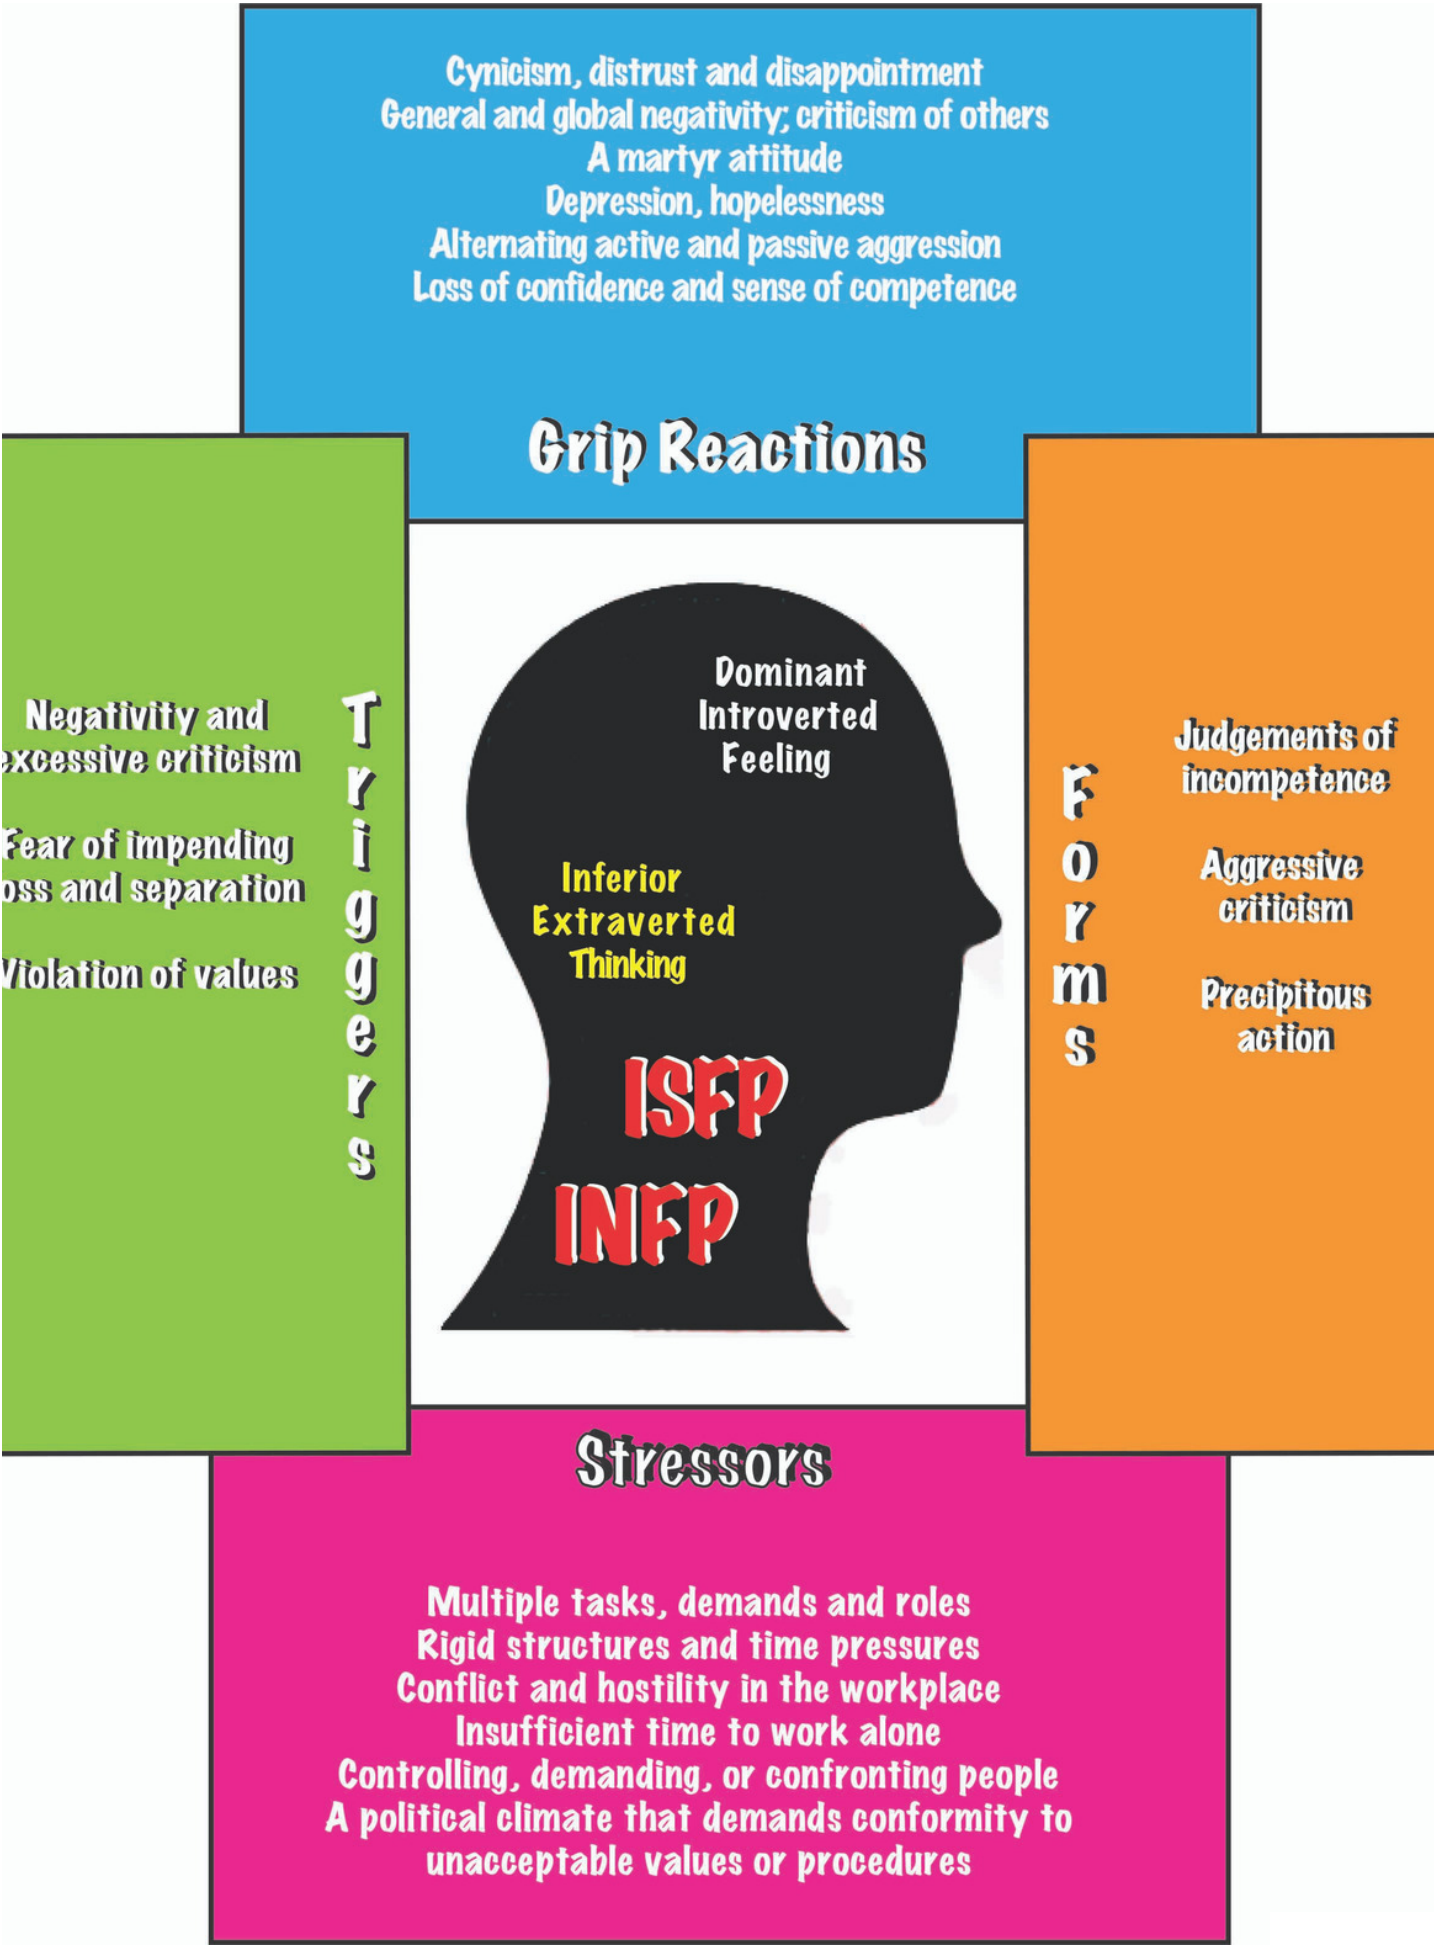 Cynicism, distrust and disappointment
General and global negativity; criticism of others
A martyr attitude
Depression, hopelessness
Alternating active and passive aggression
Loss of confidence and sense of competence
Grip Reactions
Triggers
Negativity and
excessive criticism
Fear of impending
loss and separation
Violation of values
Dominant
Introverted
Feeling
Inferior
Extraverted
Thinking
ISFP
INFP
Forms
Judgements of
incompetence
Aggressive
criticism
Precipitous
action
Stressors
Multiple tasks, demands and roles
Rigid structures and time pressures
Conflict and hostility in the workplace
Insufficient time to work alone
Controlling, demanding, or confronting people
A political climate that demands conformity to
unacceptable values or procedures